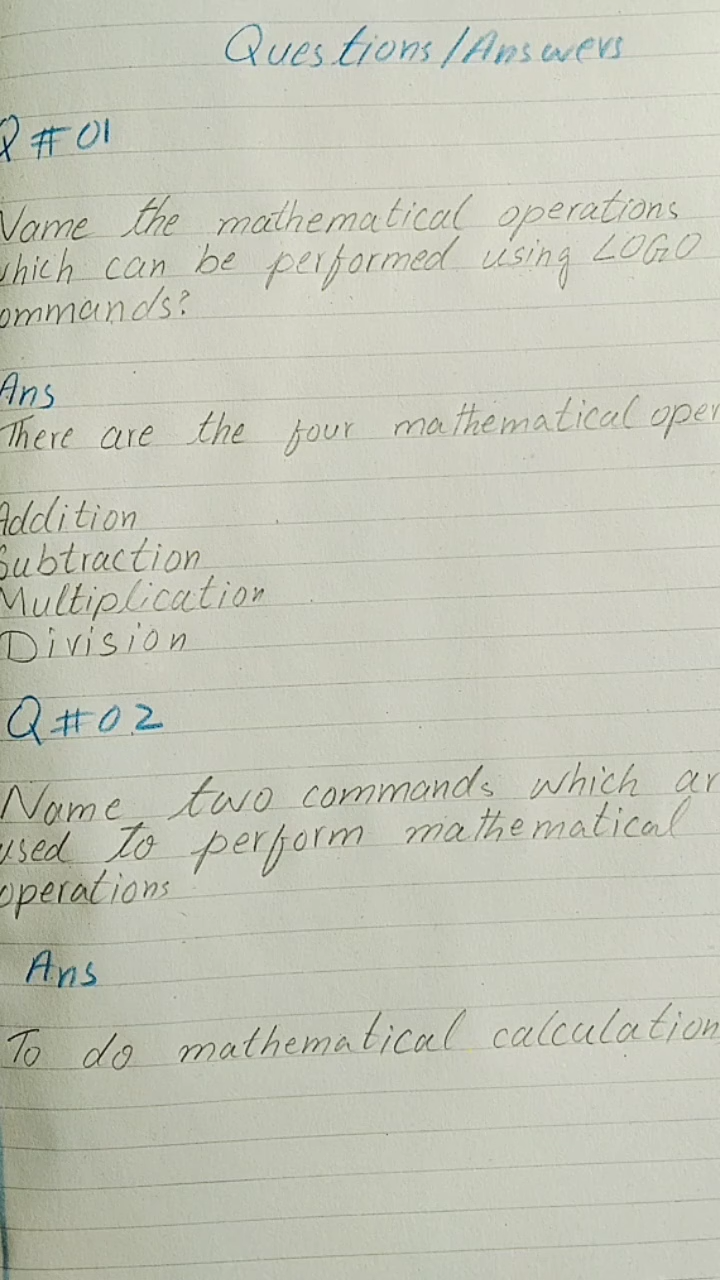 Questions/Answers
Q #01
Name the mathematical operations
which can be performed using LOGO
ommands?
Ans
There are the four mathematical oper
Addition
Subtraction
Multiplication
Division
Q #02
Name two commands which ar
used to perform mathematical
operations
Ans
To do mathematical calculation